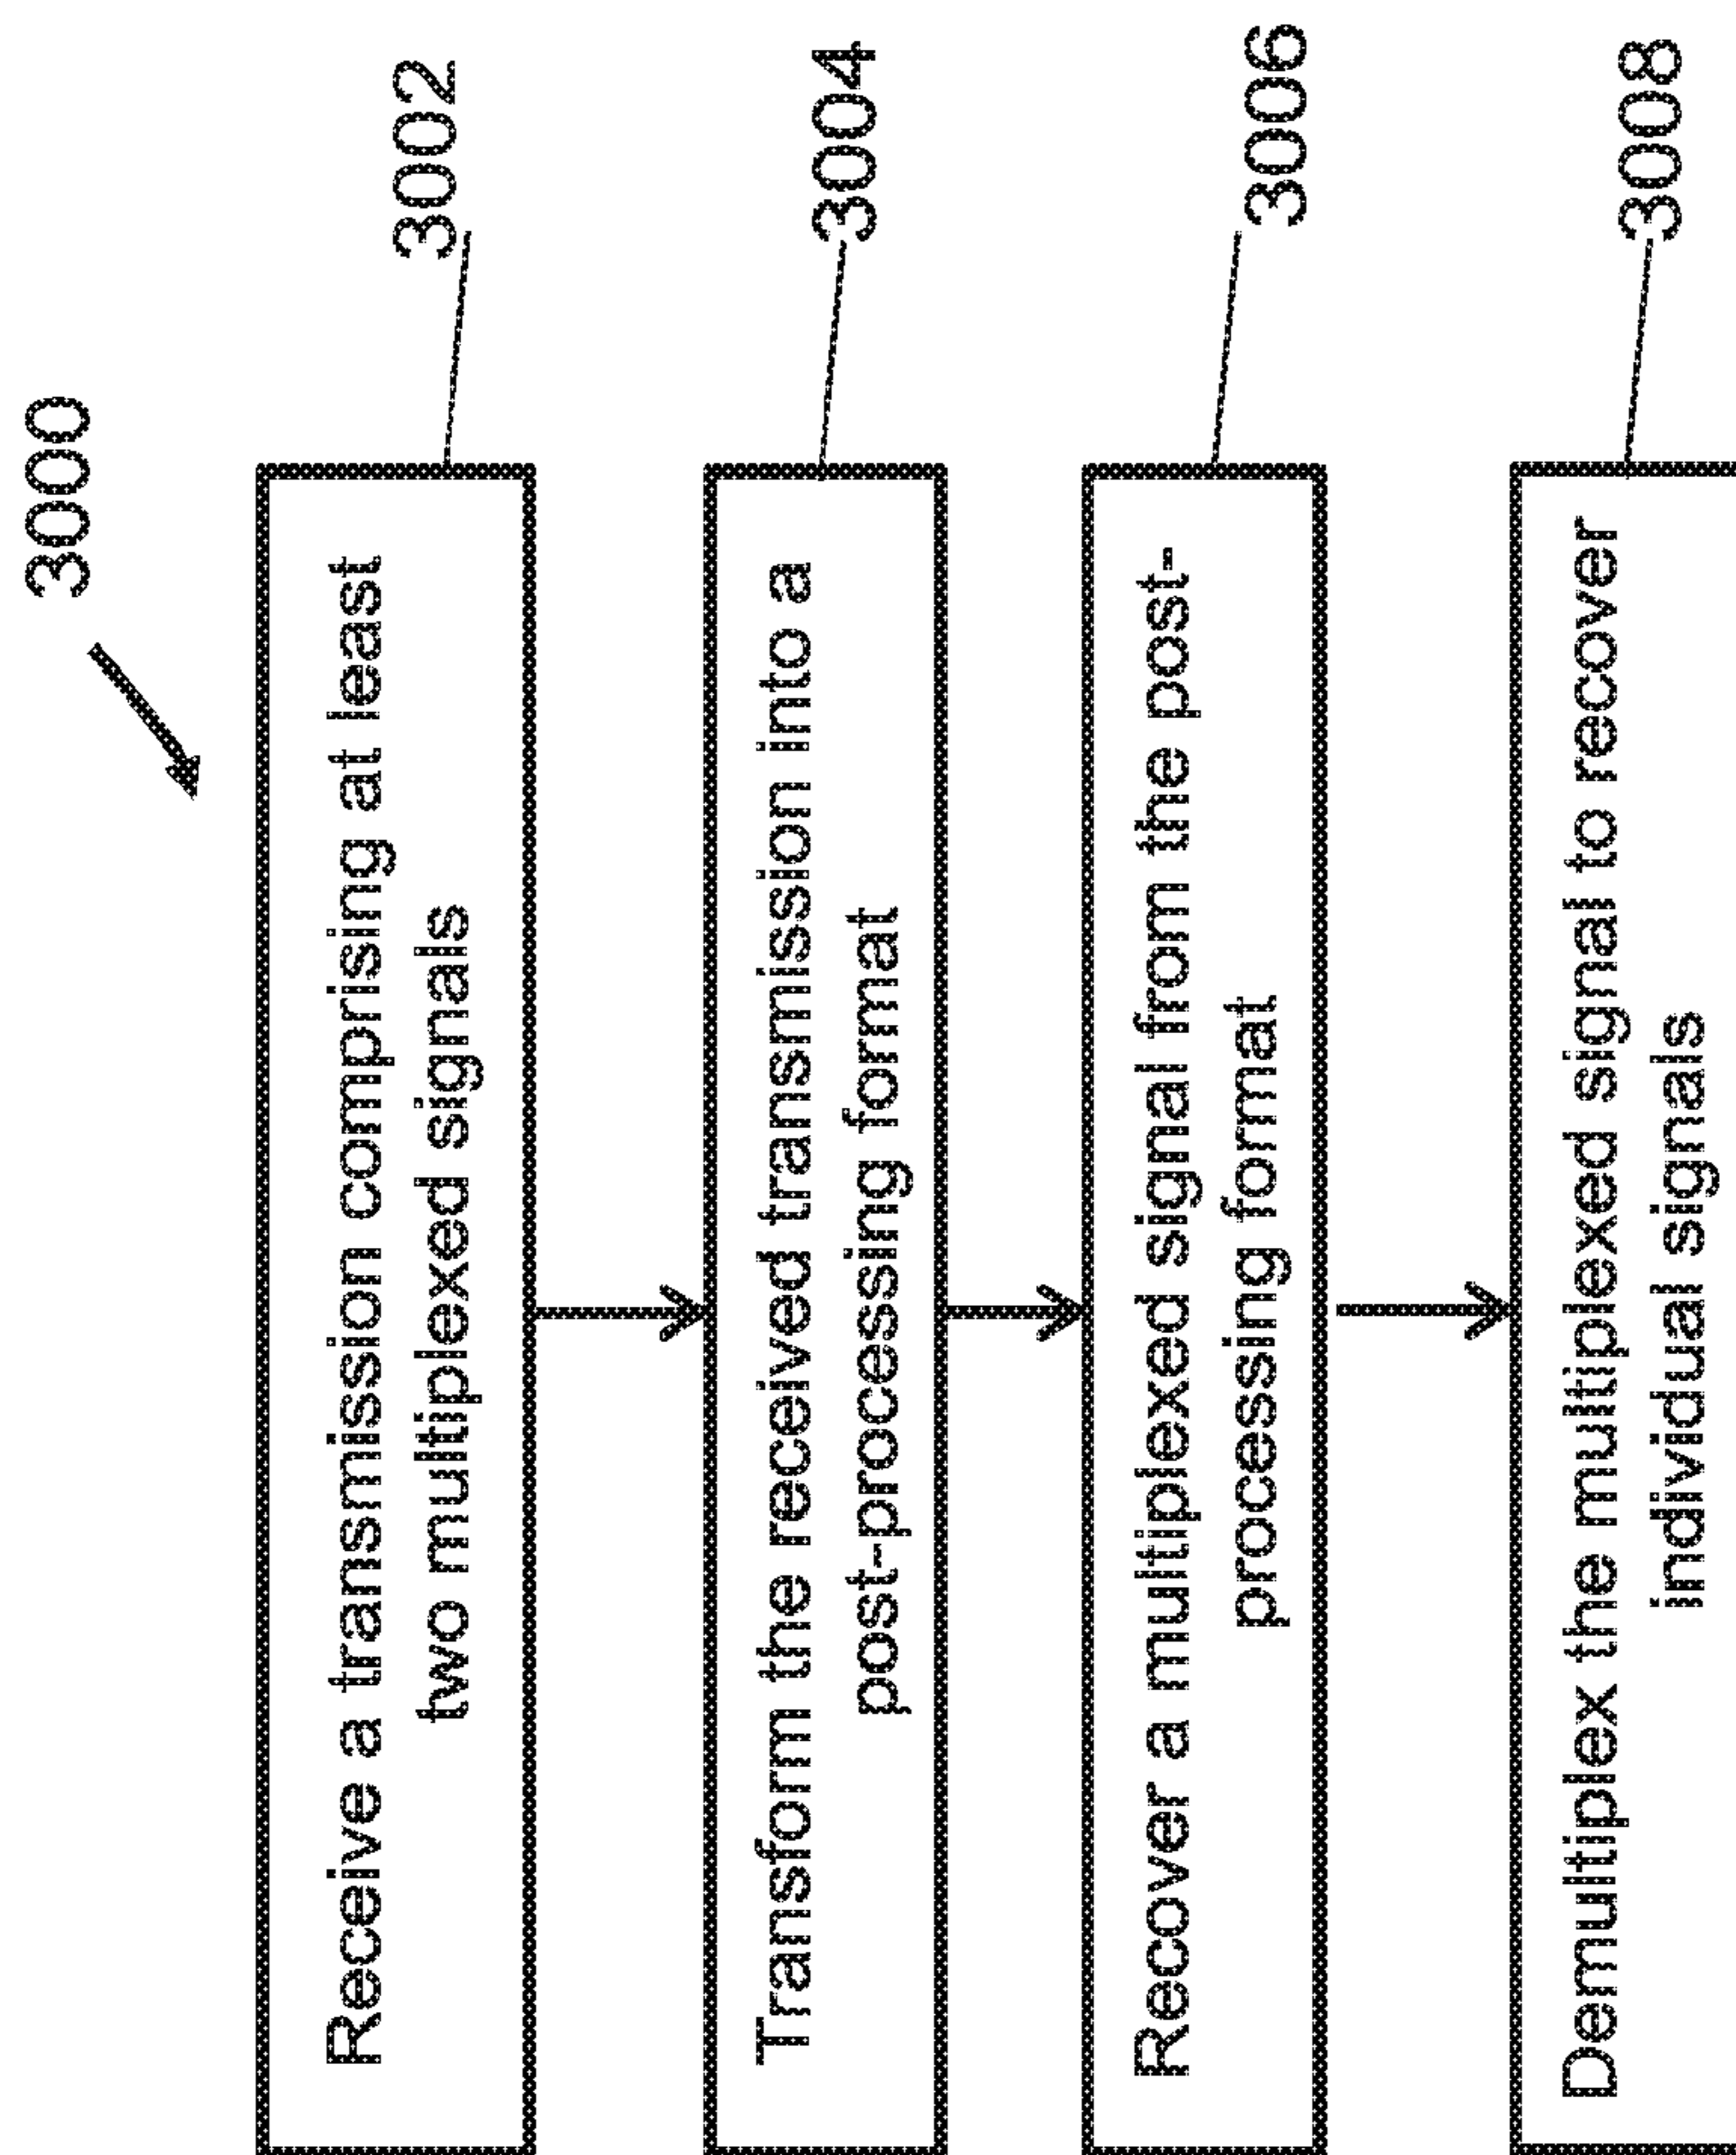 3000
Receive a transmission comprising at least
two multiplexed signals
3002
Transform the received transmission into a
post-processing format
3004
Recover a multiplexed signal from the post-
processing format
3006
Demultiplex the multiplexed signal to recover
individual signals
3008